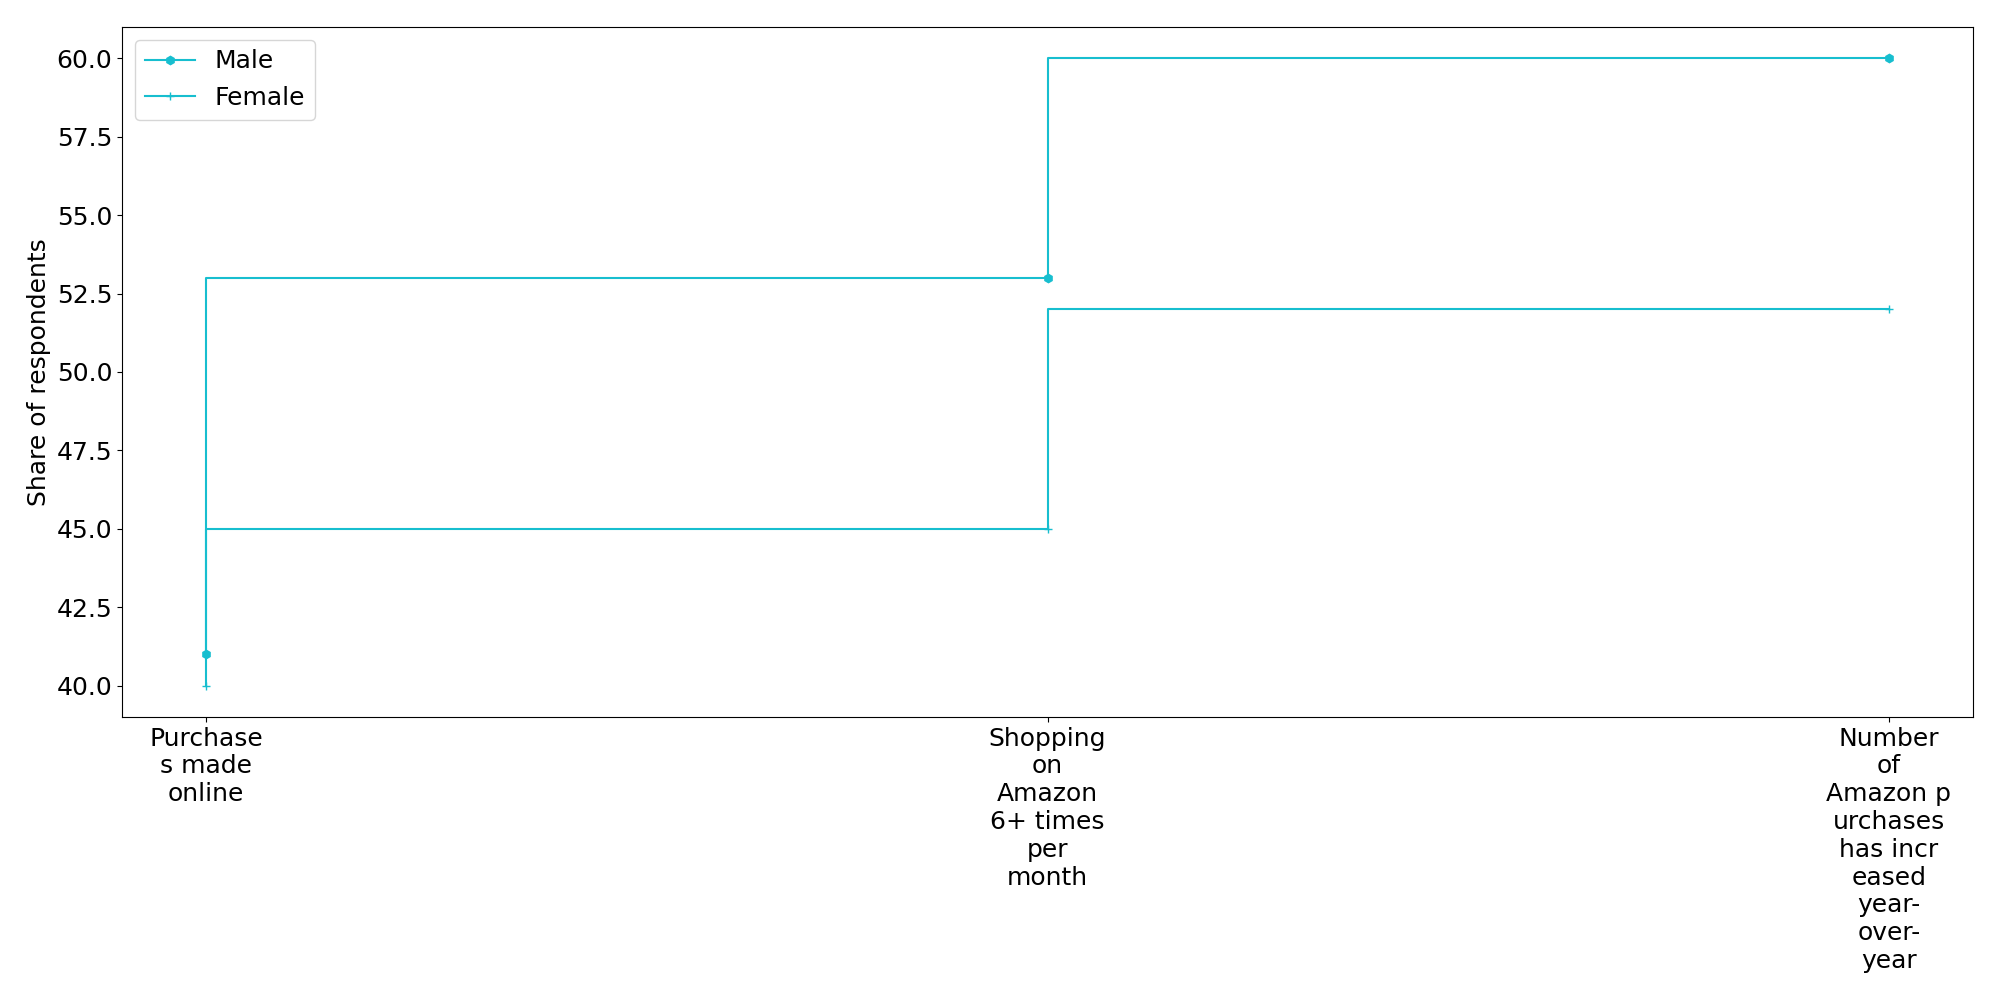 Male
Female
Share of respondents
60.0
57.5
55.0
52.5
50.0
47.5
45.0
42.5
40.0
Purchase
s made
online
Shopping
on
Amazon
6+ times
per
month
Number
of
Amazon p
urchases
has incr
eased
year-
over-
year